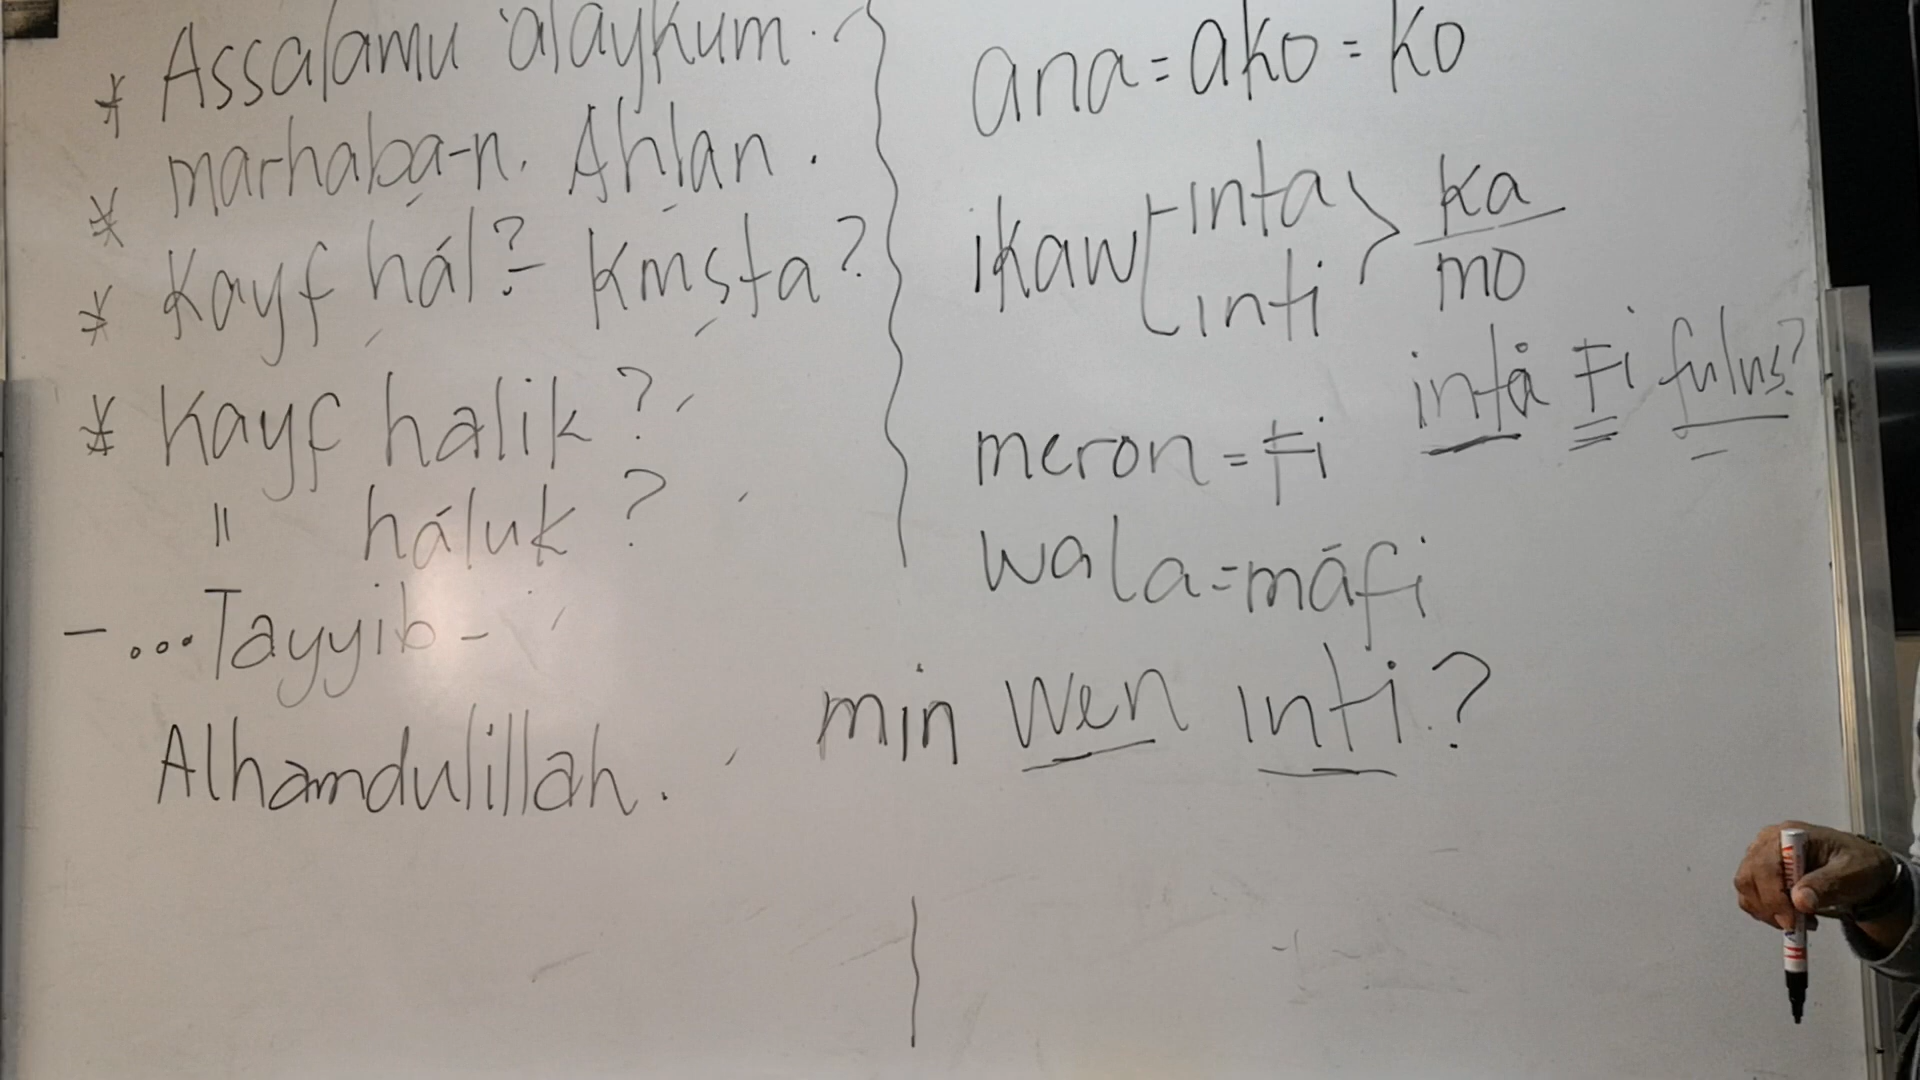 * Assalamu 'alaykum.
* marhaba-n. Ahlan.
* Kayf hál? - Kmsta?
* Kayf halik?
" háluk?
- ...Tayyib -
Alhamdulillah.
ana = ako = ko
ikaw inta ka
inti mo
inta Fi fulus?
meron = Fi
wala = māfi
min wen inti?